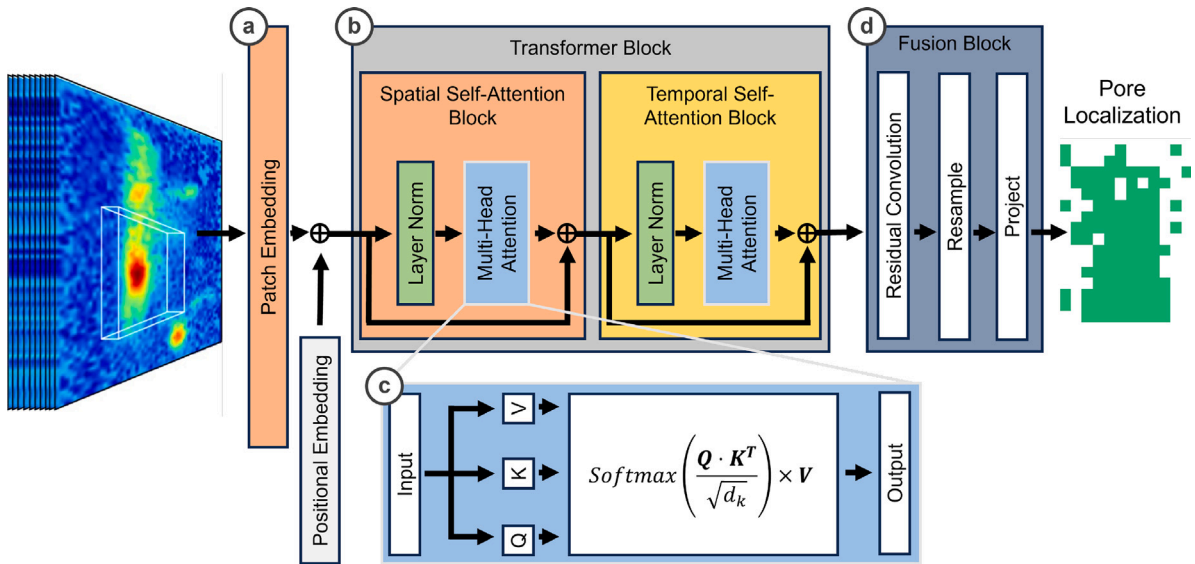 a
b
d
Transformer Block
Fusion Block
Spatial Self-Attention
Block
Temporal Self-
Attention Block
Pore
Localization
Patch Embedding
Layer Norm
Multi-Head
Attention
Layer Norm
Multi-Head
Attention
Residual Convolution
Resample
Project
Positional Embedding
c
Input
V
K
Q
Softmax(Q · K^T / √d_k) × V
Output